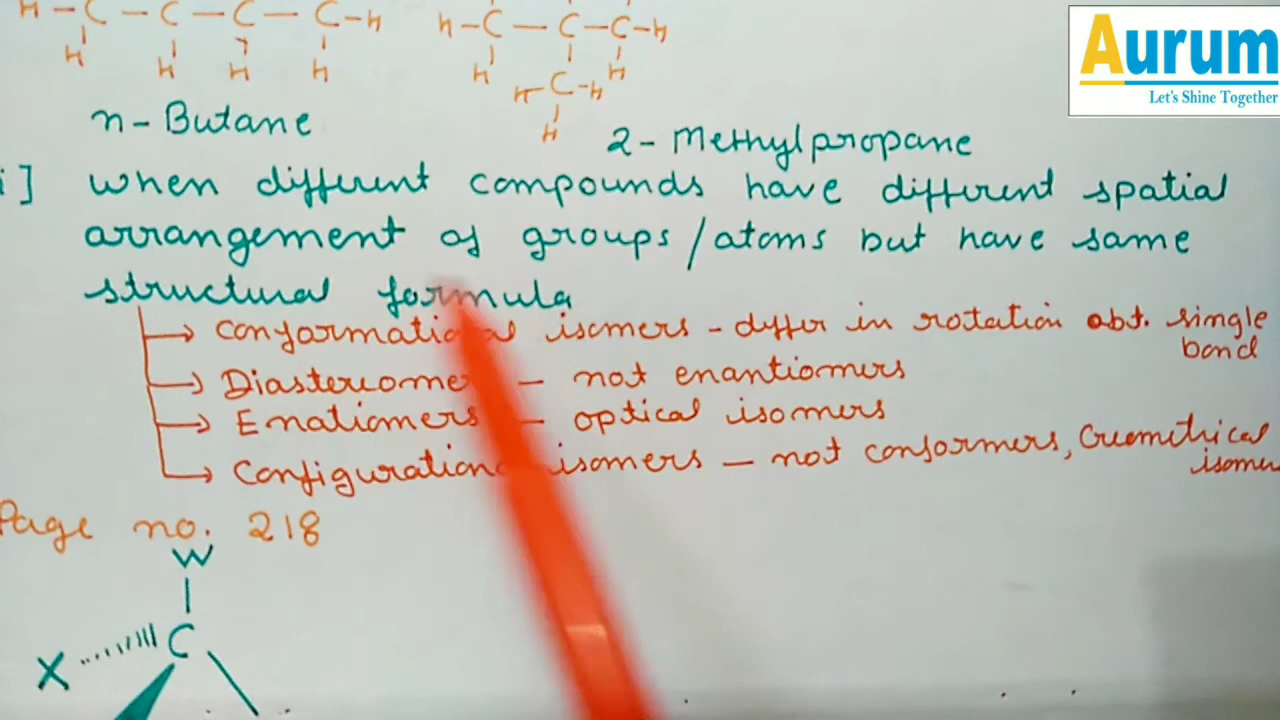 H - C - C - C - C - H H - C - C - C - H
H H H H H H
H - C - H
H
n - Butane
2 - Methylpropane
i] when different compounds have different spatial
arrangement of groups / atoms but have same
structural formula
conformational isomers - differ in rotation abt. single
bond
Diastereomer - not enantiomers
Enatiomers - optical isomers
configurational isomers - not conformers, Geometrical
isomers
Page no. 218
W
C
X
Aurum
Let's Shine Together